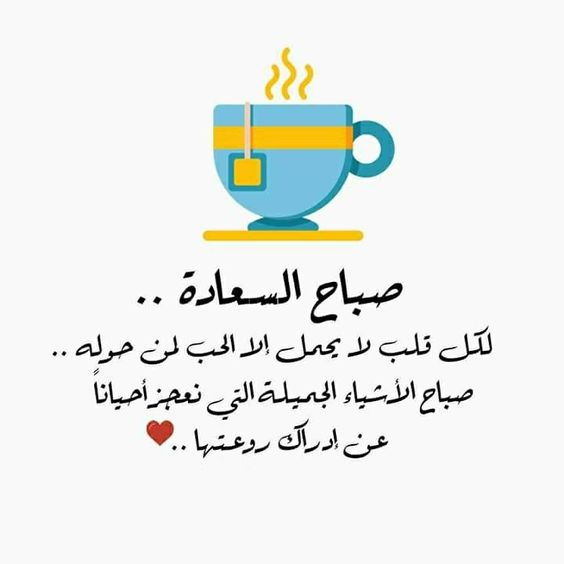 صباح السعادة ..
لكل قلب لا يحمل إلا الحب لمن حوله ..
صباح الأشياء الجميلة التي نعجز أحياناً
عن إدراك روعتها ..♥